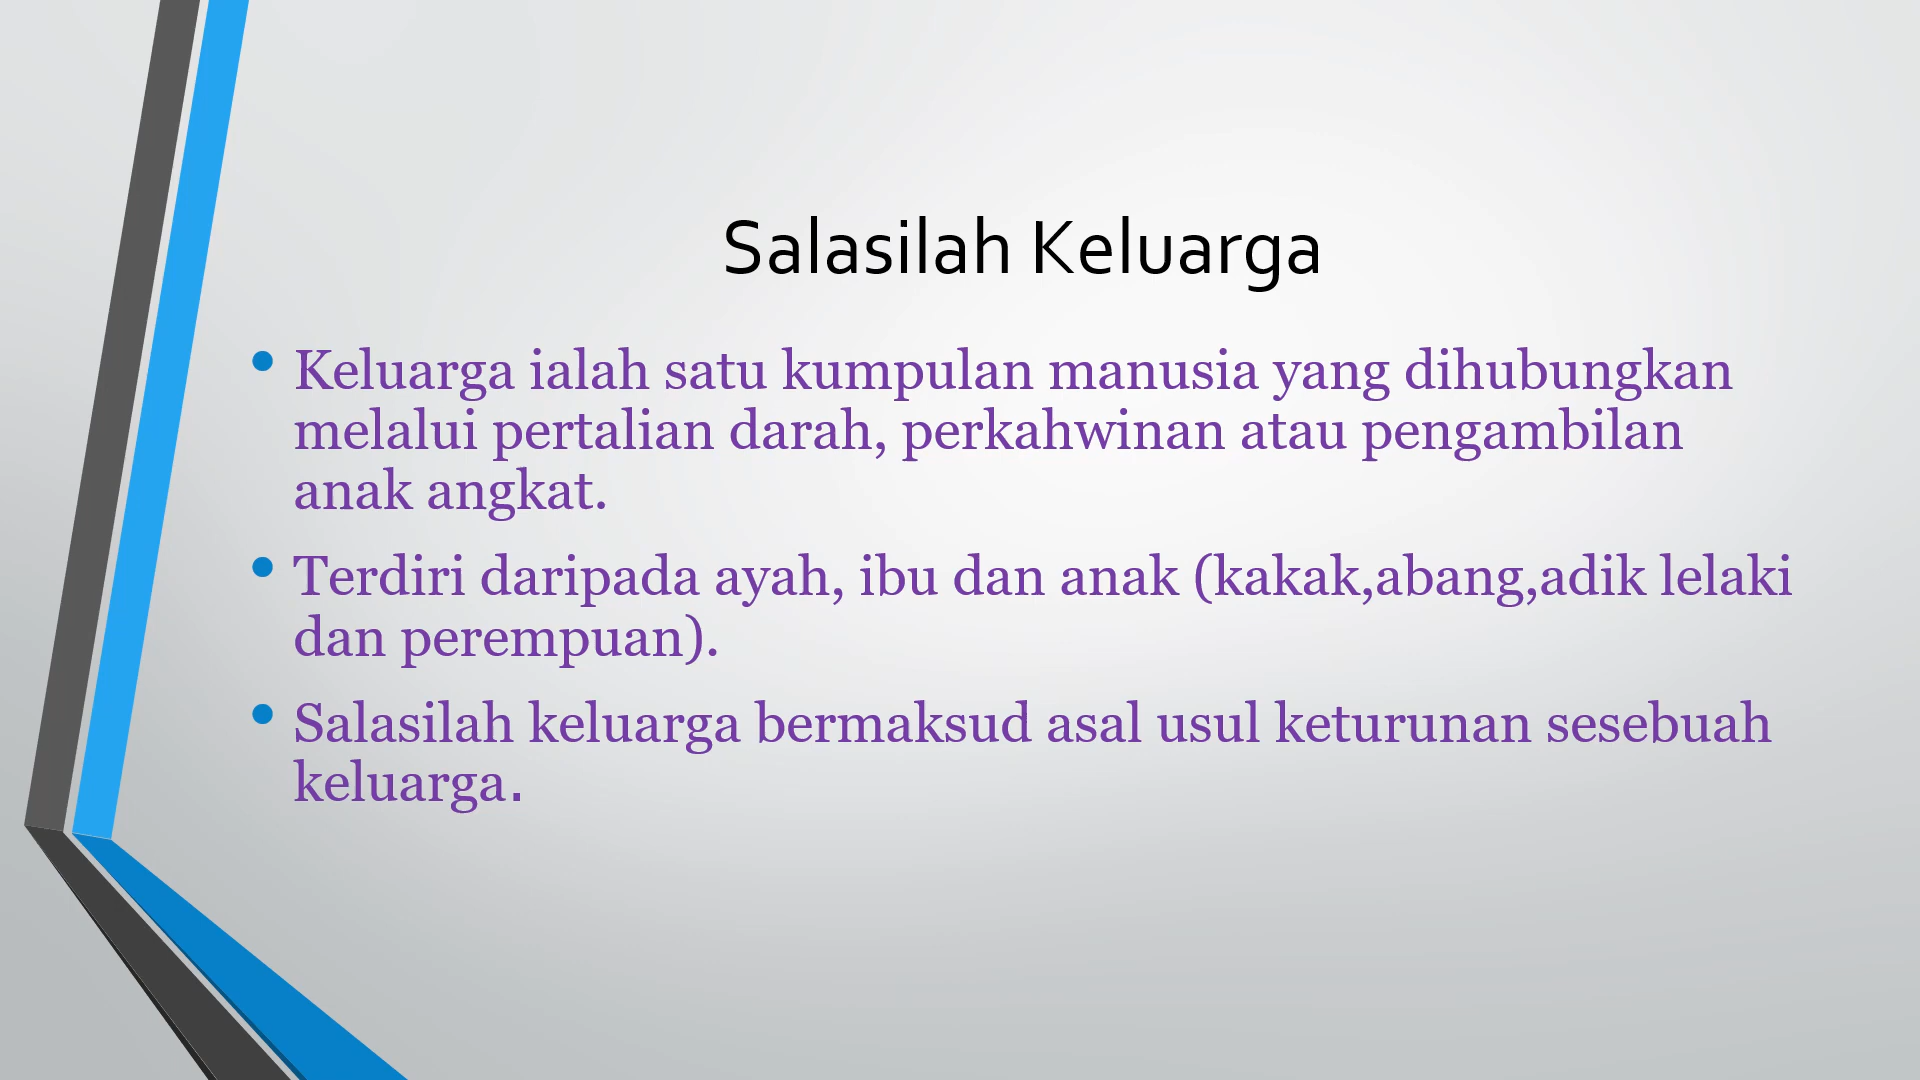 Salasilah Keluarga
• Keluarga ialah satu kumpulan manusia yang dihubungkan
melalui pertalian darah, perkahwinan atau pengambilan
anak angkat.
• Terdiri daripada ayah, ibu dan anak (kakak,abang,adik lelaki
dan perempuan).
• Salasilah keluarga bermaksud asal usul keturunan sesebuah
keluarga.